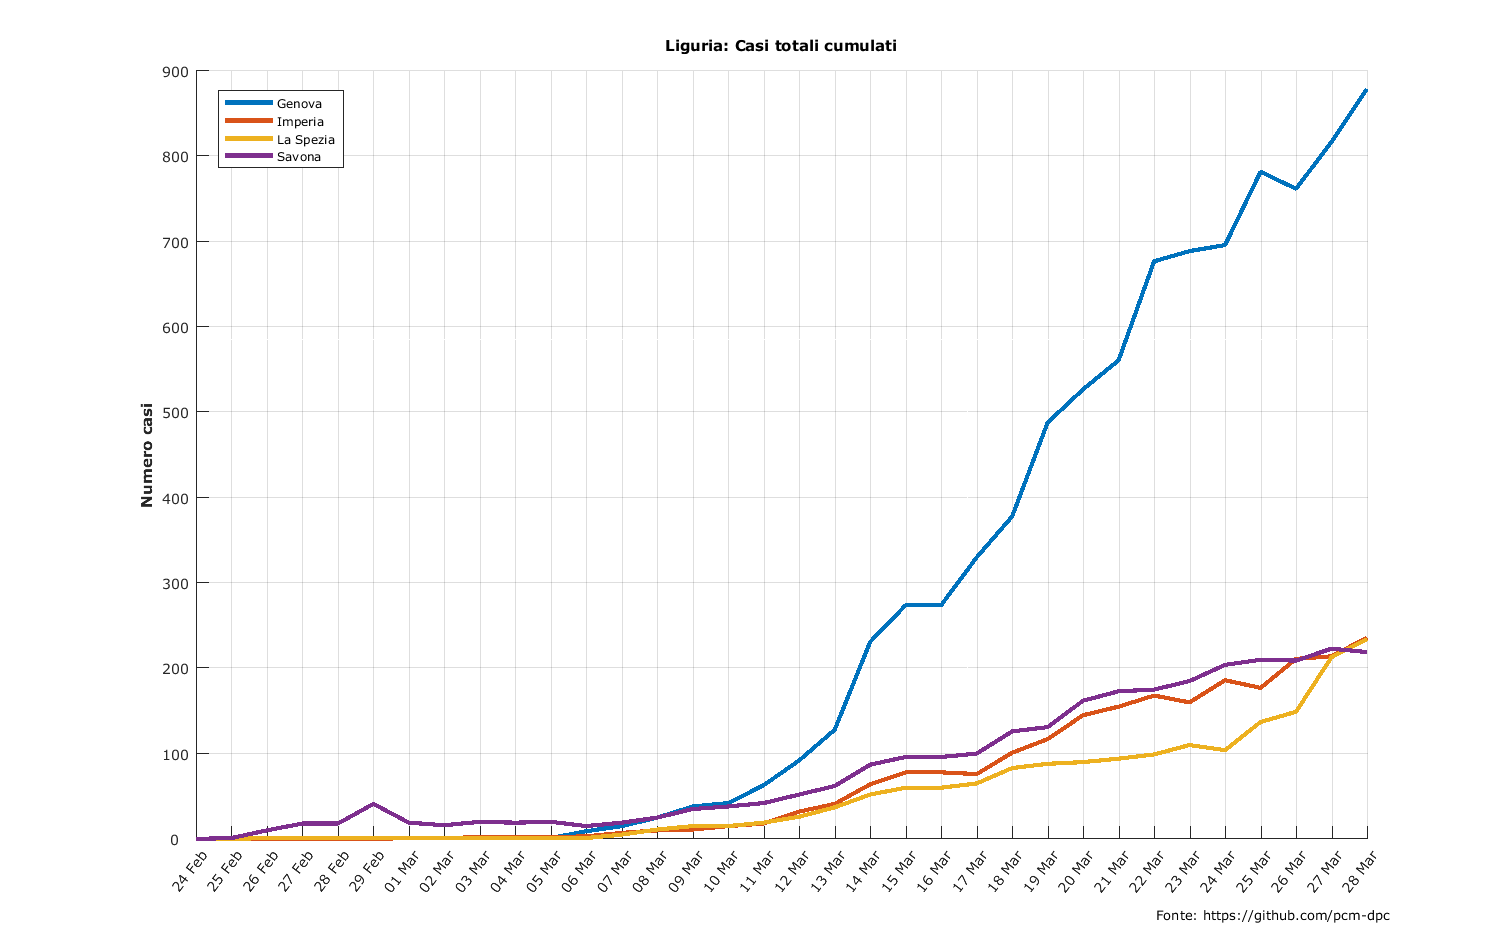 Liguria: Casi totali cumulati
Numero casi
900
800
700
600
500
400
300
200
100
0
Genova
Imperia
La Spezia
Savona
24 Feb
25 Feb
26 Feb
27 Feb
28 Feb
29 Feb
01 Mar
02 Mar
03 Mar
04 Mar
05 Mar
06 Mar
07 Mar
08 Mar
09 Mar
10 Mar
11 Mar
12 Mar
13 Mar
14 Mar
15 Mar
16 Mar
17 Mar
18 Mar
19 Mar
20 Mar
21 Mar
22 Mar
23 Mar
24 Mar
25 Mar
26 Mar
27 Mar
28 Mar
Fonte: https://github.com/pcm-dpc